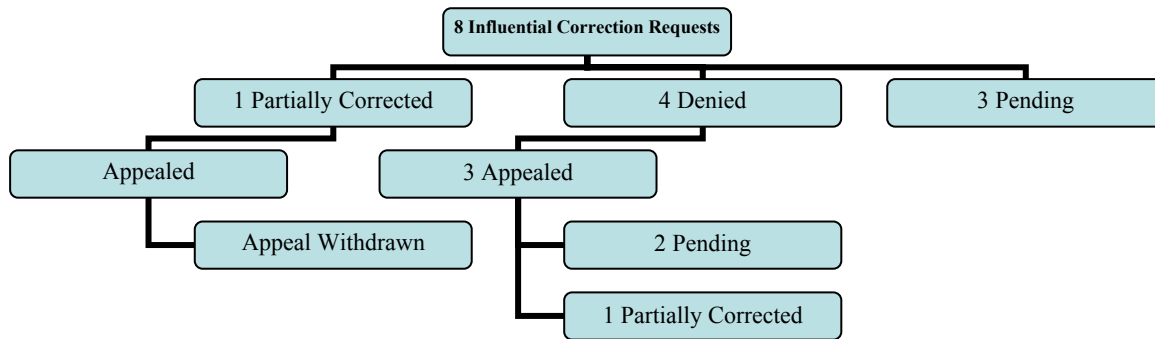 8 Influential Correction Requests
1 Partially Corrected
4 Denied
3 Pending
Appealed
3 Appealed
Appeal Withdrawn
2 Pending
1 Partially Corrected